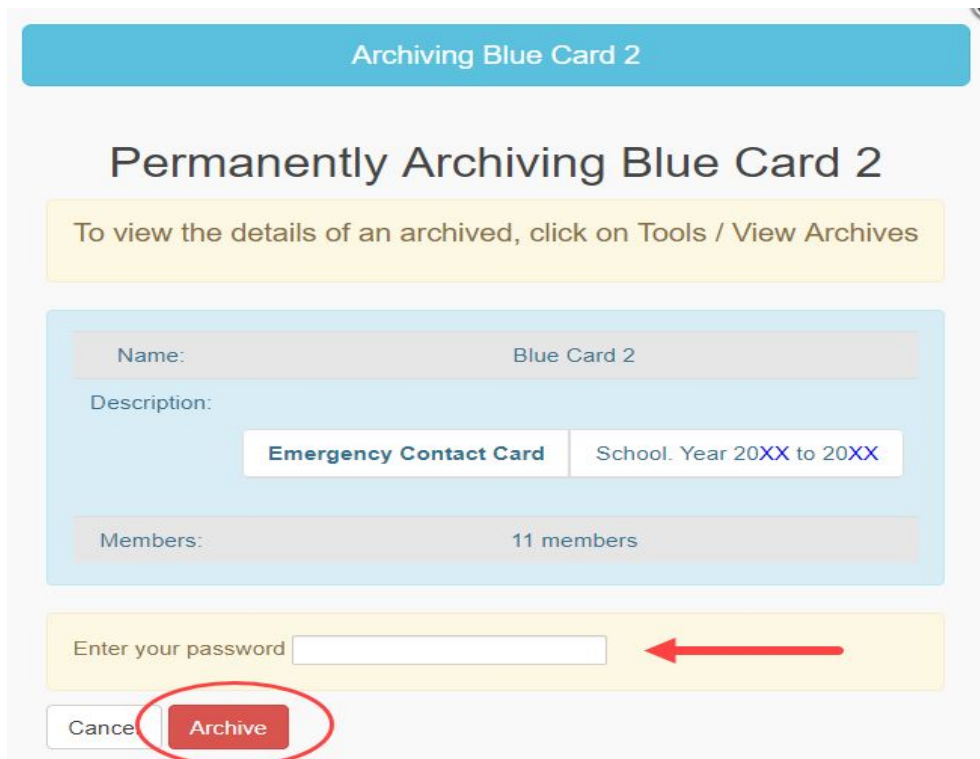 Archiving Blue Card 2
Permanently Archiving Blue Card 2
To view the details of an archived, click on Tools / View Archives
Name: Blue Card 2
Description:
Emergency Contact Card School. Year 20XX to 20XX
Members: 11 members
Enter your password
Cancel Archive